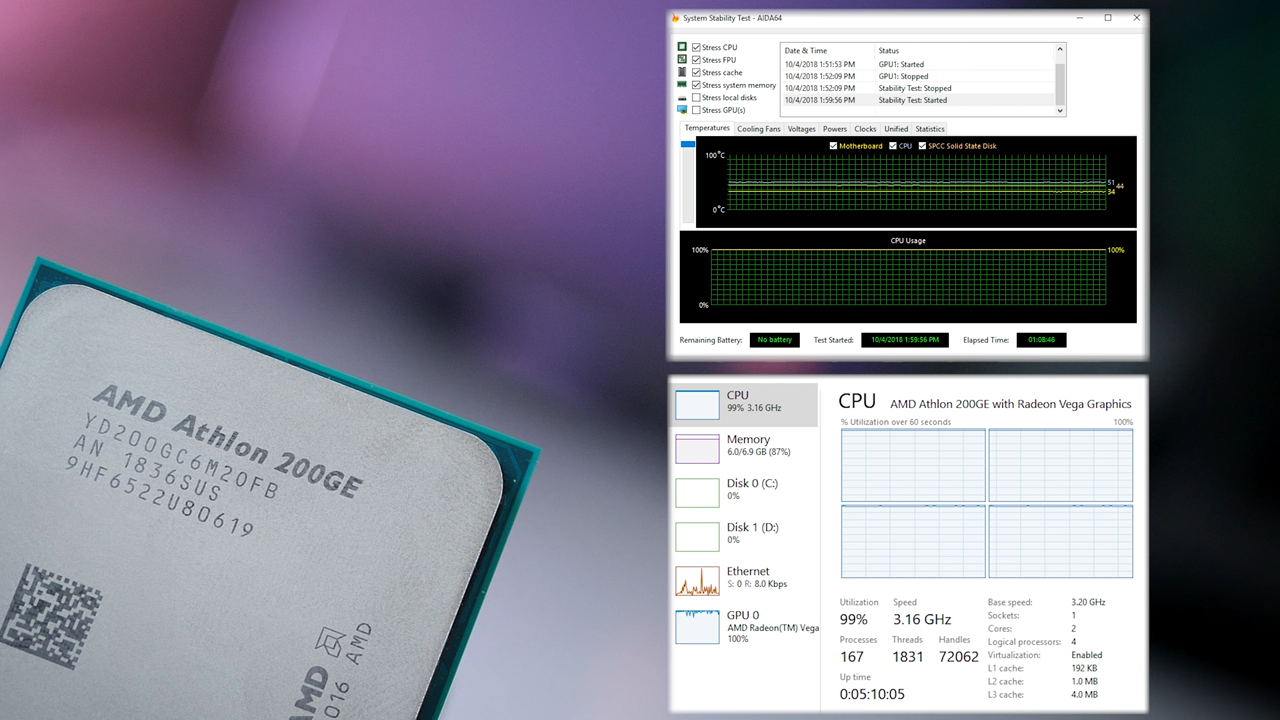 AMD Athlon 200GE
YD200GC6M20FB
AN 1836SUS
9HF6522U80619
AMD
2016 AMD
System Stability Test - AIDA64
Stress CPU
Stress FPU
Stress cache
Stress system memory
Stress local disks
Stress GPU(s)
Date & Time Status
10/4/2018 1:51:53 PM GPU1: Started
10/4/2018 1:52:09 PM GPU1: Stopped
10/4/2018 1:52:09 PM Stability Test: Stopped
10/4/2018 1:59:56 PM Stability Test: Started
Temperatures Cooling Fans Voltages Powers Clocks Unified Statistics
Motherboard CPU SPCC Solid State Disk
100°C
51
44
34
0°C
CPU Usage
100% 100%
0%
Remaining Battery: No battery Test Started: 10/4/2018 1:59:56 PM Elapsed Time: 01:08:46
CPU
99% 3.16 GHz
Memory
6.0/6.9 GB (87%)
Disk 0 (C:)
0%
Disk 1 (D:)
0%
Ethernet
S: 0 R: 8.0 Kbps
GPU 0
AMD Radeon(TM) Vega
100%
CPU AMD Athlon 200GE with Radeon Vega Graphics
% Utilization over 60 seconds 100%
Utilization Speed
99% 3.16 GHz
Processes Threads Handles
167 1831 72062
Up time
0:05:10:05
Base speed: 3.20 GHz
Sockets: 1
Cores: 2
Logical processors: 4
Virtualization: Enabled
L1 cache: 192 KB
L2 cache: 1.0 MB
L3 cache: 4.0 MB